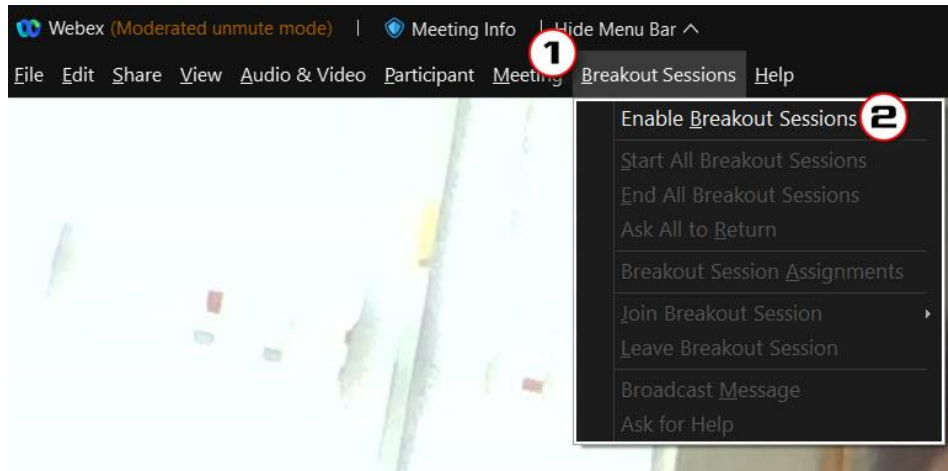 Webex (Moderated unmute mode) | Meeting Info | Hide Menu Bar
1
File Edit Share View Audio & Video Participant Meeting Breakout Sessions Help
Enable Breakout Sessions 2
Start All Breakout Sessions
End All Breakout Sessions
Ask All to Return
Breakout Session Assignments
Join Breakout Session
Leave Breakout Session
Broadcast Message
Ask for Help